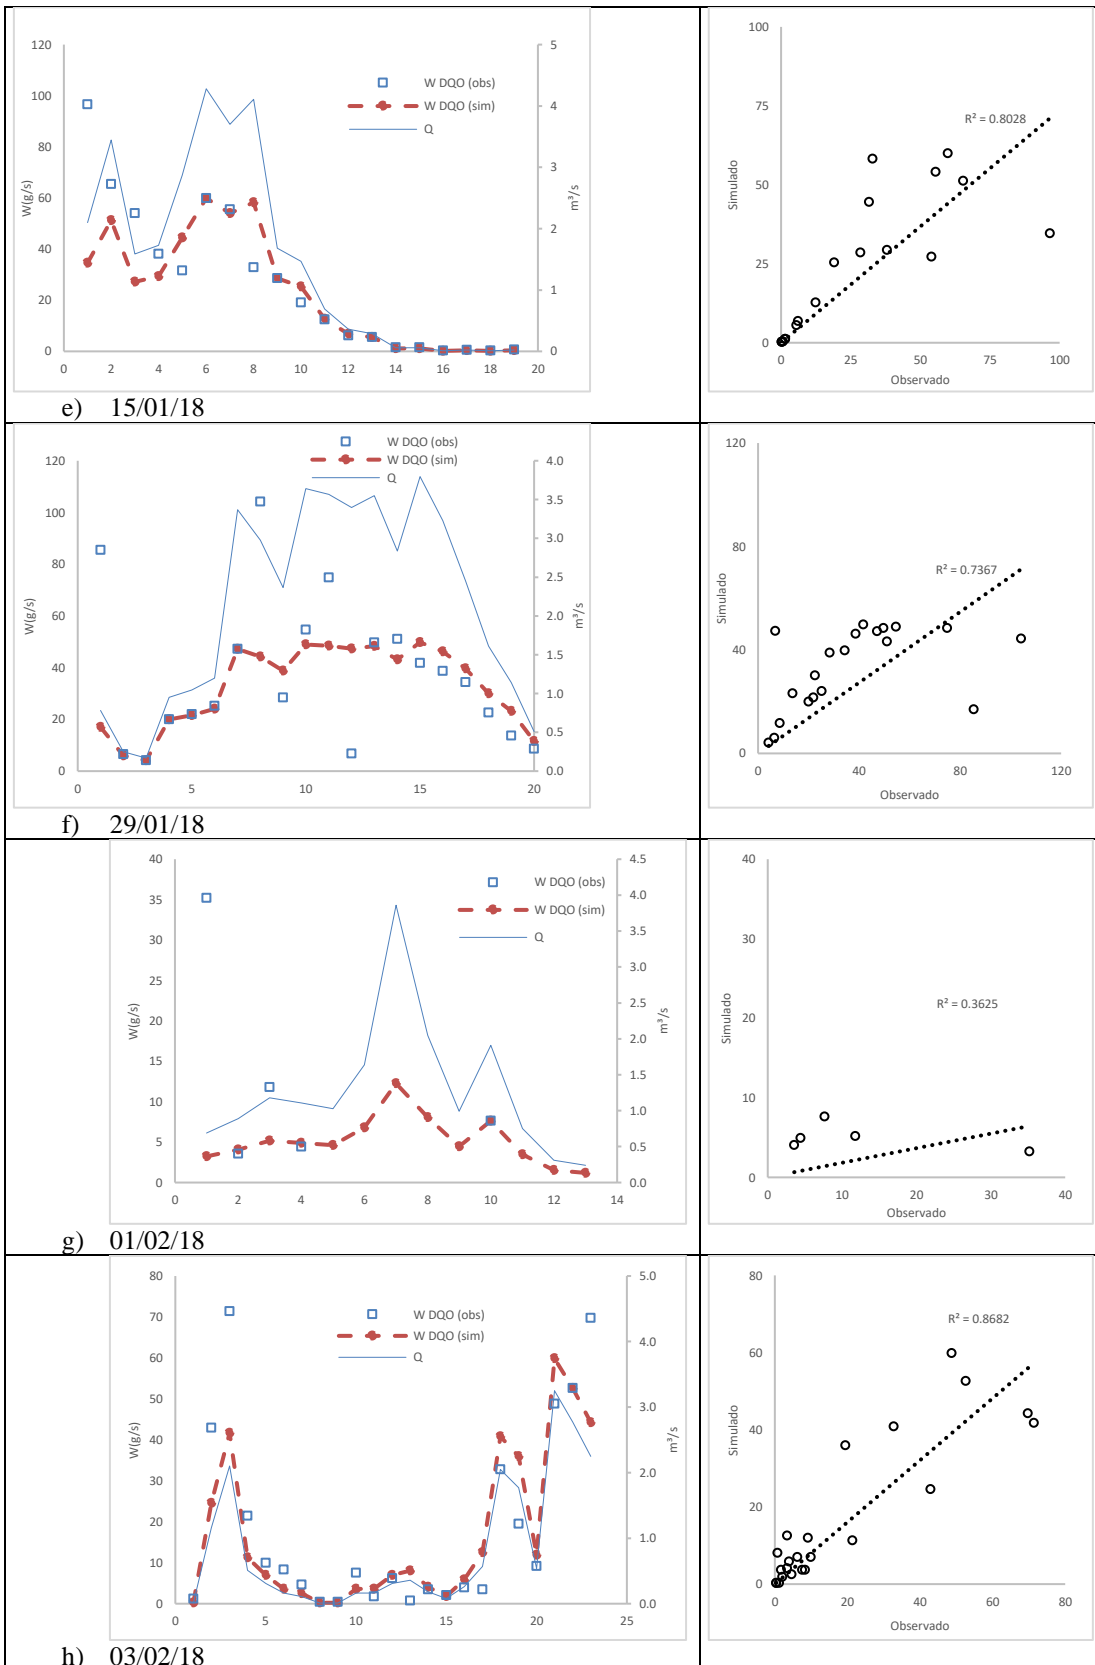 120
100
80
60
40
20
0
W(g/s)
0 2 4 6 8 10 12 14 16 18 20
5
4
3
2
1
0
m³/s
W DQO (obs)
W DQO (sim)
Q
e) 15/01/18
100
75
50
25
0
Simulado
R² = 0.8028
0 25 50 75 100
Observado
W DQO (obs)
W DQO (sim)
Q
120
100
80
60
40
20
0
W(g/s)
0 5 10 15 20
4.0
3.5
3.0
2.5
2.0
1.5
1.0
0.5
0.0
m³/s
f) 29/01/18
120
80
40
0
Simulado
R² = 0.7367
0 40 80 120
Observado
40
35
30
25
20
15
10
5
0
W(g/s)
0 2 4 6 8 10 12 14
4.5
4.0
3.5
3.0
2.5
2.0
1.5
1.0
0.5
0.0
m³/s
W DQO (obs)
W DQO (sim)
Q
g) 01/02/18
40
30
20
10
0
Simulado
R² = 0.3625
0 10 20 30 40
Observado
80
70
60
50
40
30
20
10
0
W(g/s)
0 5 10 15 20 25
5.0
4.0
3.0
2.0
1.0
0.0
m³/s
W DQO (obs)
W DQO (sim)
Q
h) 03/02/18
80
60
40
20
0
Simulado
R² = 0.8682
0 20 40 60 80
Observado